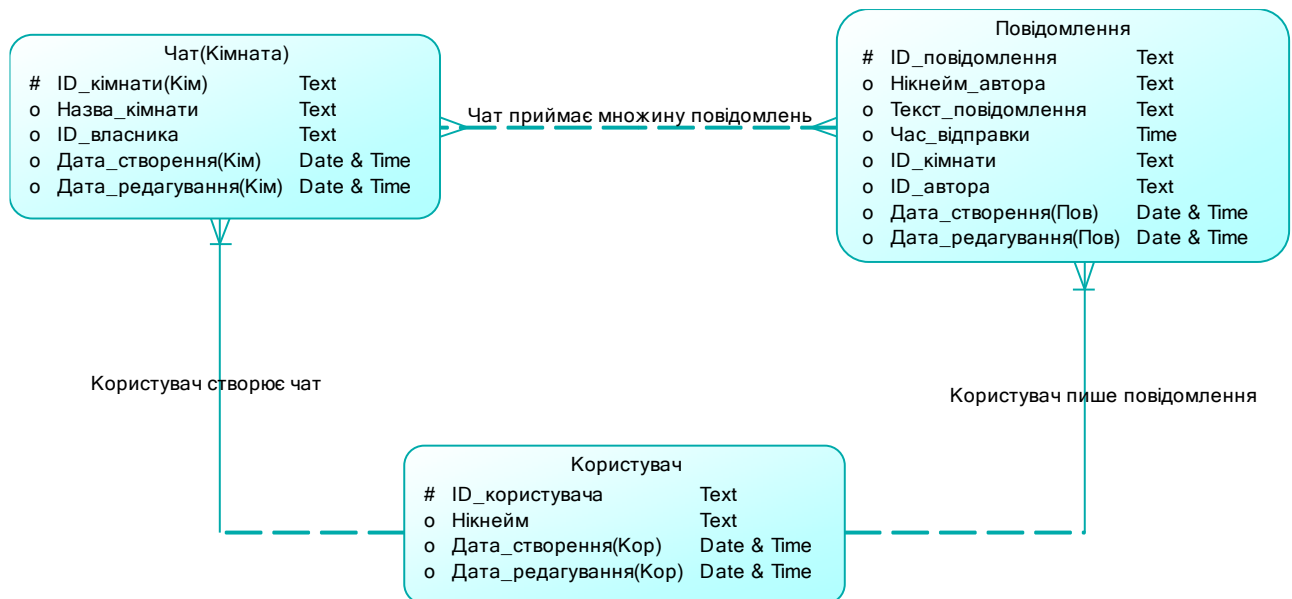 Чат(Кімната)
# ID_кімнати(Кім) Text
o Назва_кімнати Text
o ID_власника Text
o Дата_створення(Кім) Date & Time
o Дата_редагування(Кім) Date & Time
Чат приймає множину повідомлень
Повідомлення
# ID_повідомлення Text
o Нікнейм_автора Text
o Текст_повідомлення Text
o Час_відправки Time
o ID_кімнати Text
o ID_автора Text
o Дата_створення(Пов) Date & Time
o Дата_редагування(Пов) Date & Time
Користувач створює чат
Користувач пише повідомлення
Користувач
# ID_користувача Text
o Нікнейм Text
o Дата_створення(Кор) Date & Time
o Дата_редагування(Кор) Date & Time